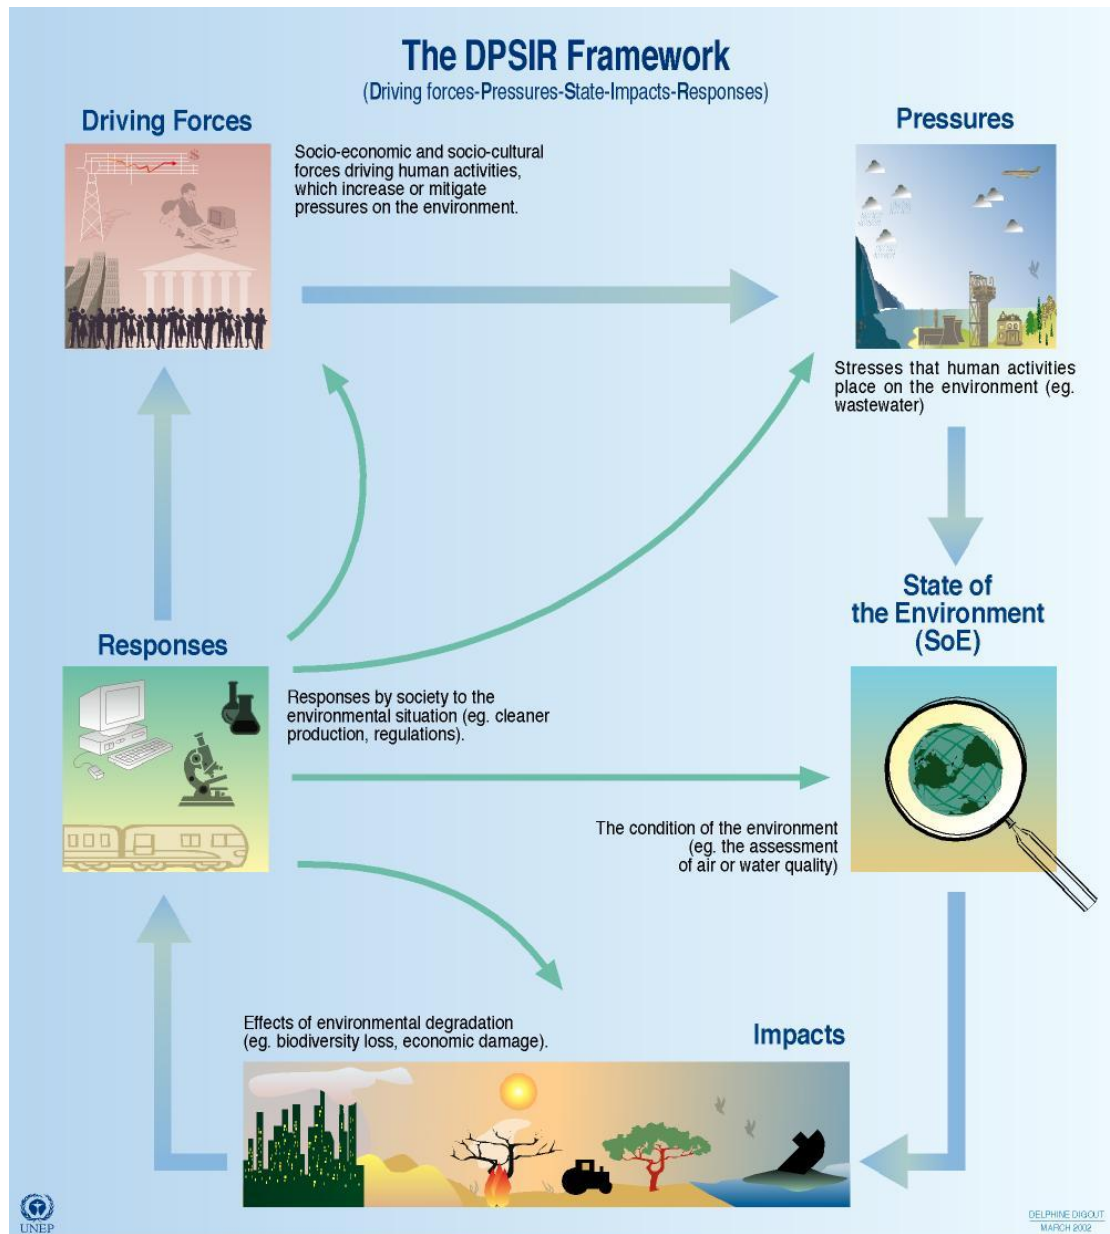 The DPSIR Framework
(Driving forces-Pressures-State-Impacts-Responses)
Driving Forces
Socio-economic and socio-cultural
forces driving human activities,
which increase or mitigate
pressures on the environment.
$
Pressures
Stresses that human activities
place on the environment (eg.
wastewater)
State of
the Environment
(SoE)
Responses
Responses by society to the
environmental situation (eg. cleaner
production, regulations).
The condition of the environment
(eg. the assessment
of air or water quality)
Effects of environmental degradation
(eg. biodiversity loss, economic damage).
Impacts
UNEP
DELPHINE DIGOUT
MARCH 2002